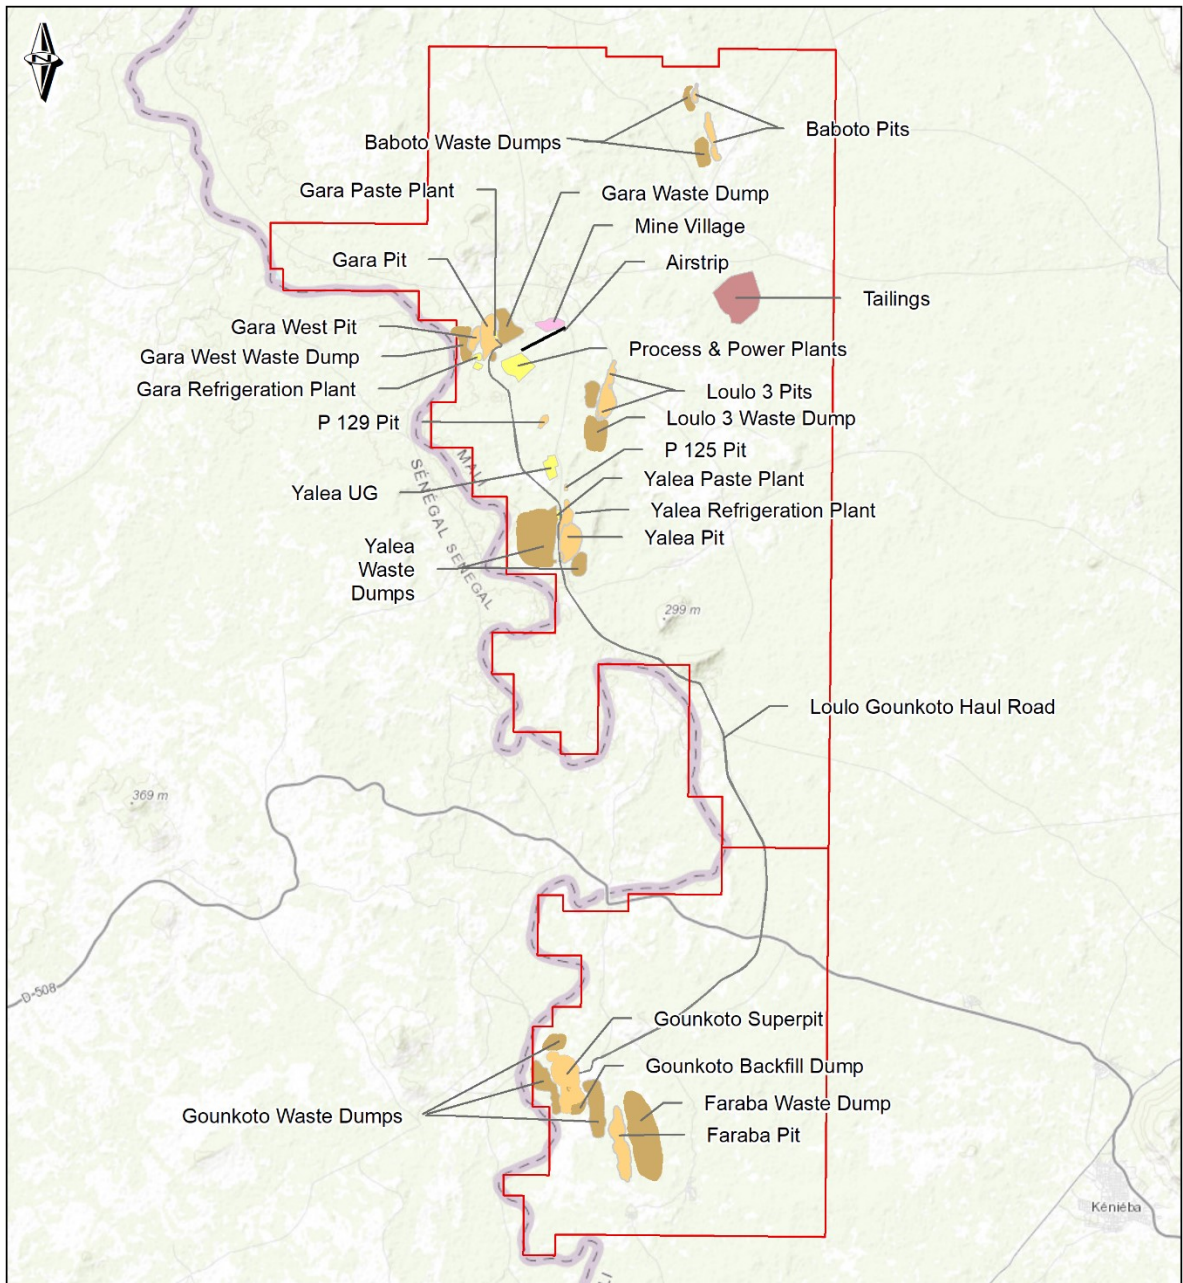 N
Baboto Pits
Baboto Waste Dumps
Gara Paste Plant
Gara Waste Dump
Mine Village
Gara Pit
Airstrip
Tailings
Gara West Pit
Process & Power Plants
Gara West Waste Dump
Gara Refrigeration Plant
Loulo 3 Pits
P 129 Pit
Loulo 3 Waste Dump
P 125 Pit
MALI
SÉNÉGAL SENEGAL
Yalea Paste Plant
Yalea UG
Yalea Refrigeration Plant
Yalea Pit
Yalea
Waste
Dumps
299 m
Loulo Gounkoto Haul Road
369 m
D-508
Gounkoto Superpit
Gounkoto Backfill Dump
Faraba Waste Dump
Gounkoto Waste Dumps
Faraba Pit
Kéniéba